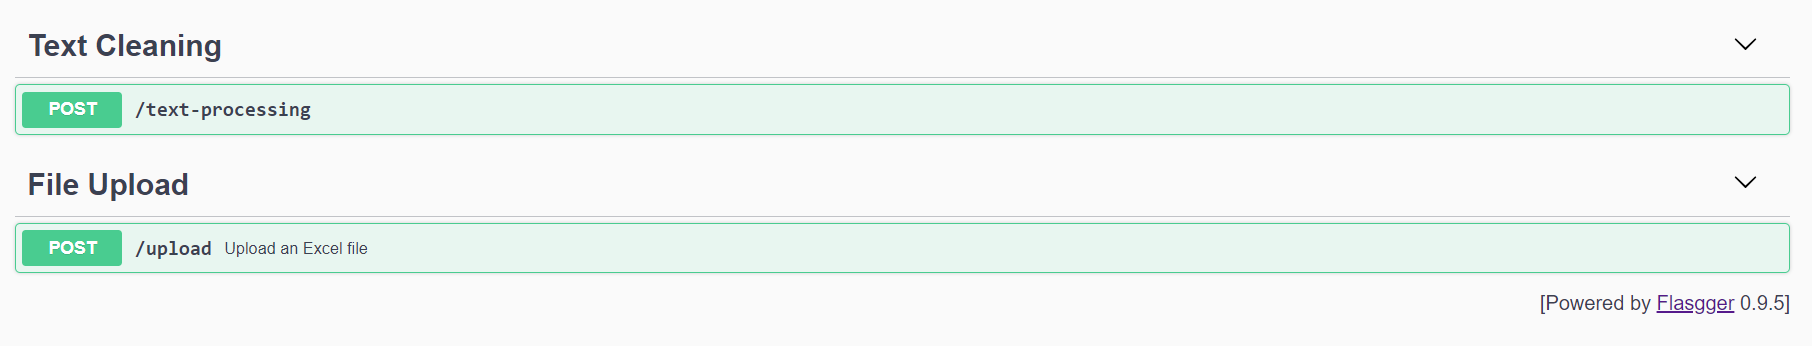 Text Cleaning
POST /text-processing
File Upload
POST /upload Upload an Excel file
[Powered by Flasgger 0.9.5]